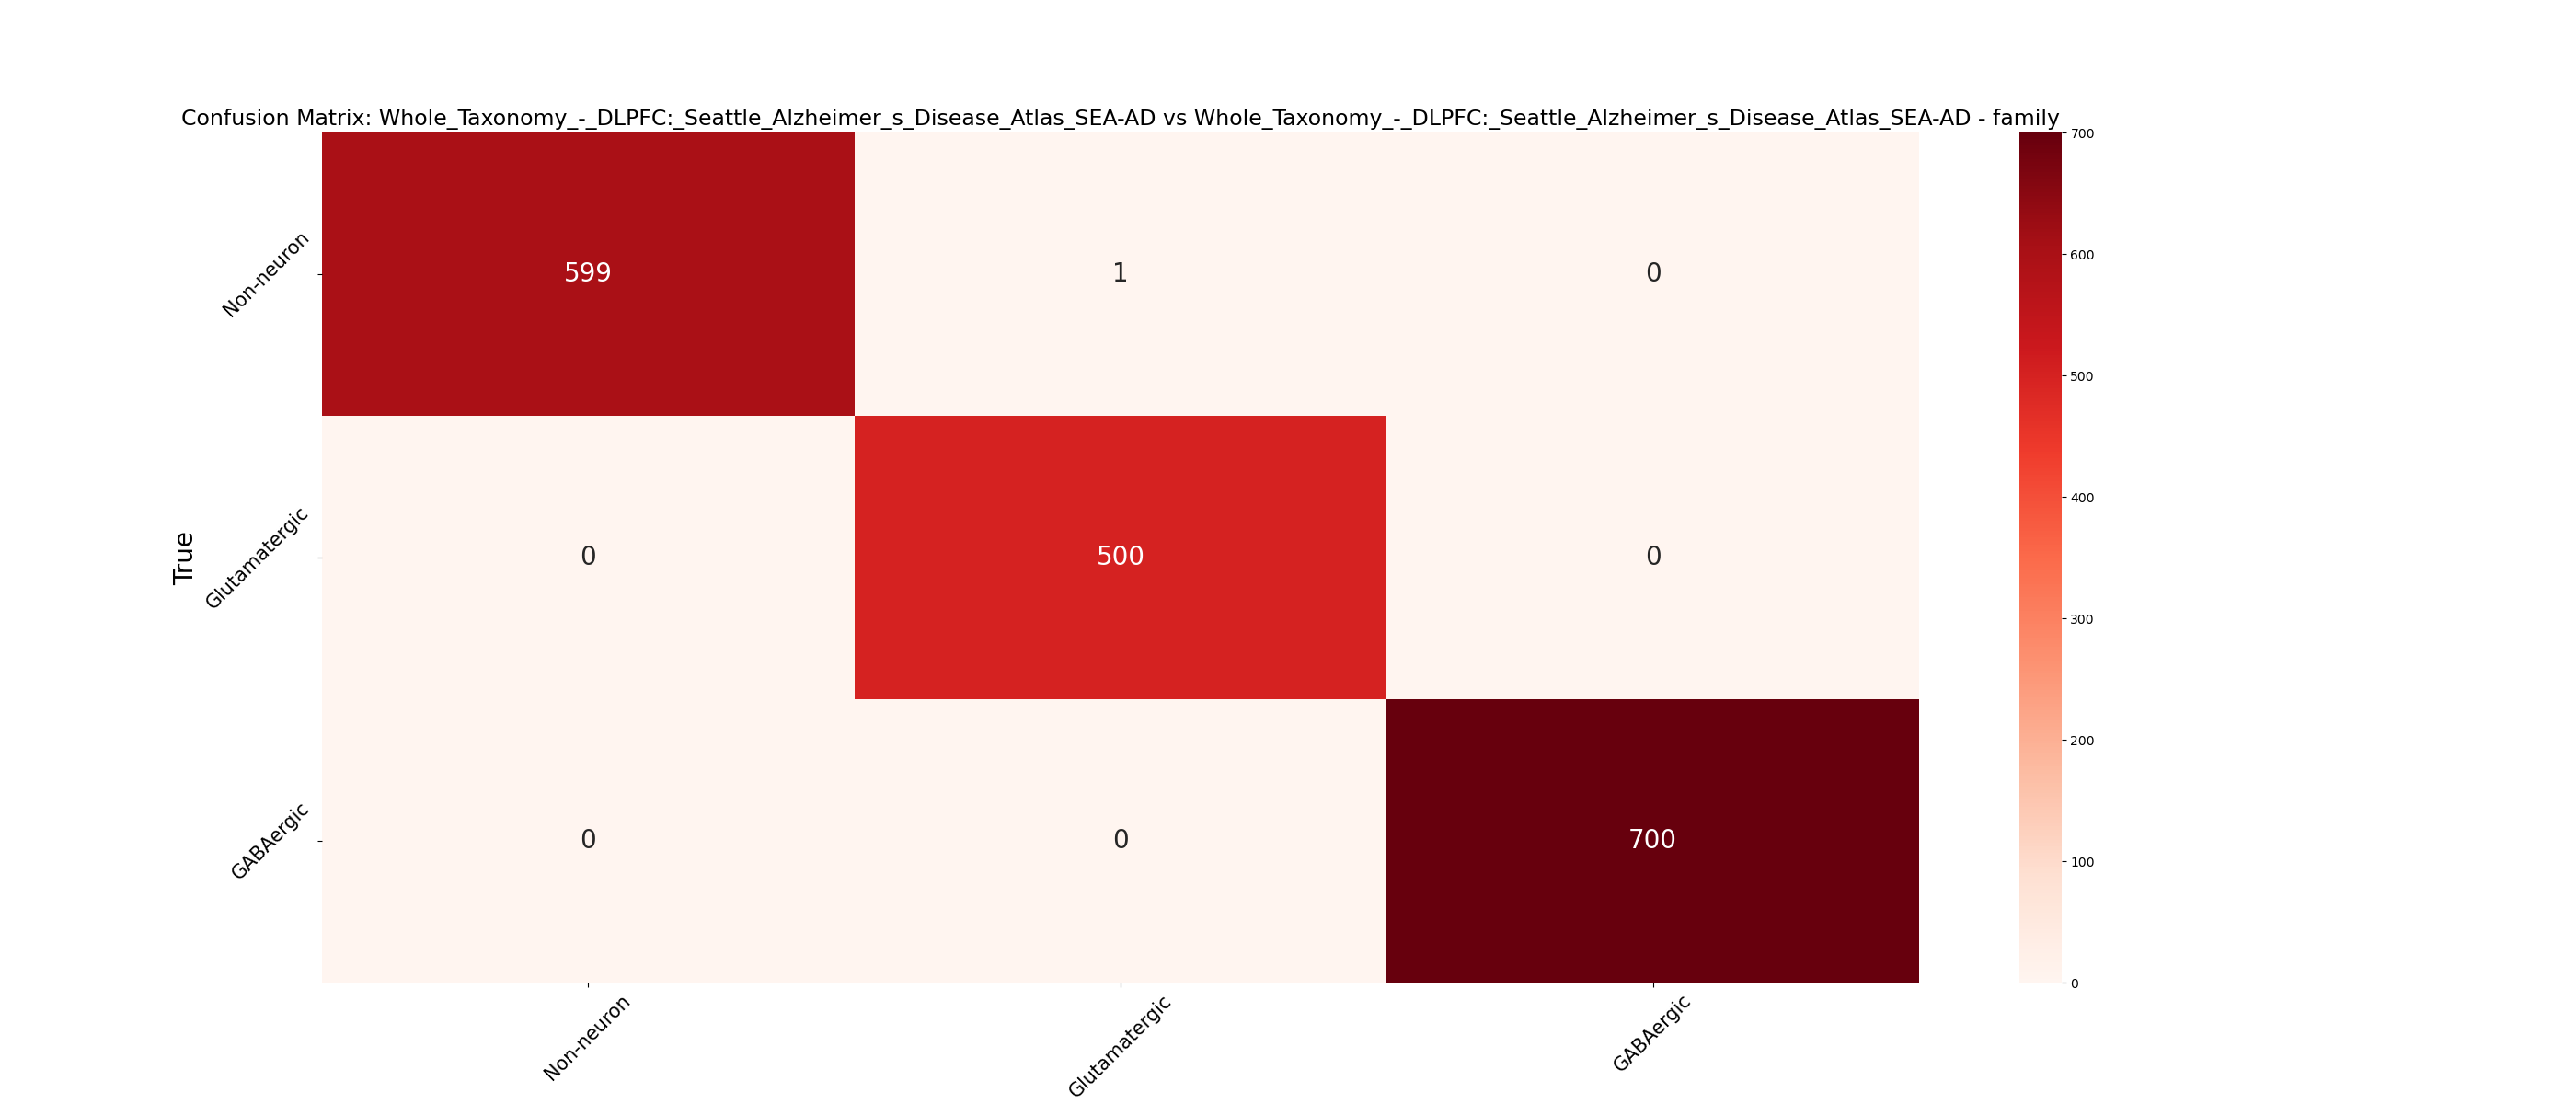 Confusion Matrix: Whole_Taxonomy_-_DLPFC:_Seattle_Alzheimer_s_Disease_Atlas_SEA-AD vs Whole_Taxonomy_-_DLPFC:_Seattle_Alzheimer_s_Disease_Atlas_SEA-AD - family
True
Non-neuron
599
1
0
Glutamatergic
0
500
0
GABAergic
0
0
700
Non-neuron
Glutamatergic
GABAergic
700
600
500
400
300
200
100
0